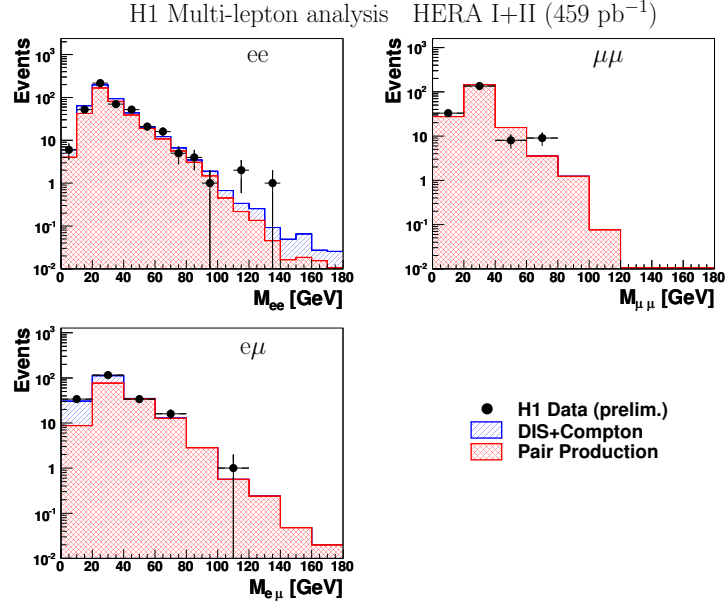 H1 Multi-lepton analysis HERA I+II (459 pb⁻¹)
ee
Events
10³
10²
10
1
10⁻¹
10⁻²
0 20 40 60 80 100 120 140 160 180
M_ee [GeV]
μμ
Events
10³
10²
10
1
10⁻¹
10⁻²
0 20 40 60 80 100 120 140 160 180
M_μμ [GeV]
eμ
Events
10³
10²
10
1
10⁻¹
10⁻²
0 20 40 60 80 100 120 140 160 180
M_eμ [GeV]
H1 Data (prelim.)
DIS+Compton
Pair Production